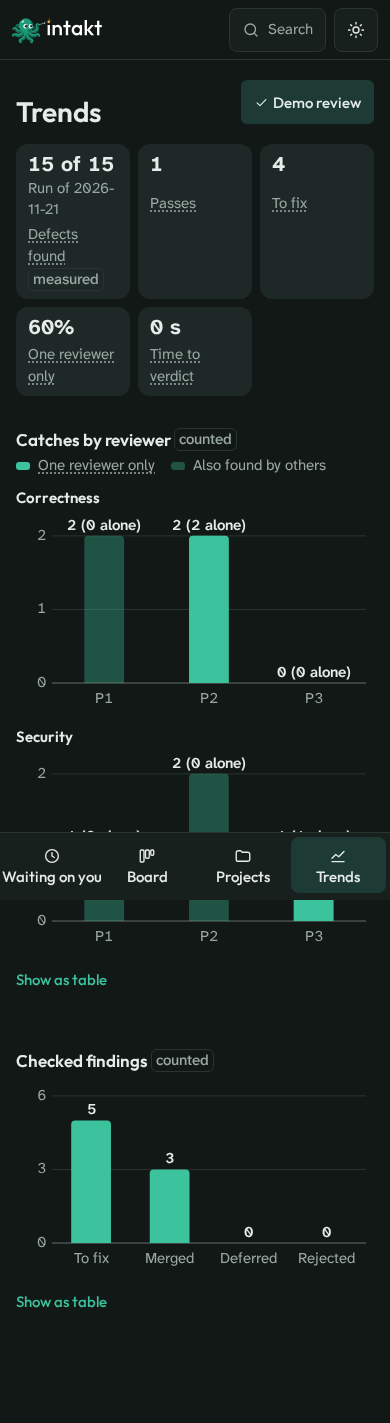 intakt
Search
Trends
Demo review
15 of 15
Run of 2026-
11-21
Defects
found
measured
1
Passes
4
To fix
60%
One reviewer
only
0 s
Time to
verdict
Catches by reviewer counted
One reviewer only
Also found by others
Correctness
2 (0 alone)
2 (2 alone)
2
1
0 (0 alone)
0
P1
P2
P3
Security
2 (0 alone)
2
Waiting on you
Board
Projects
Trends
0
P1
P2
P3
Show as table
Checked findings counted
6
5
3
3
0
0
0
To fix
Merged
Deferred
Rejected
Show as table